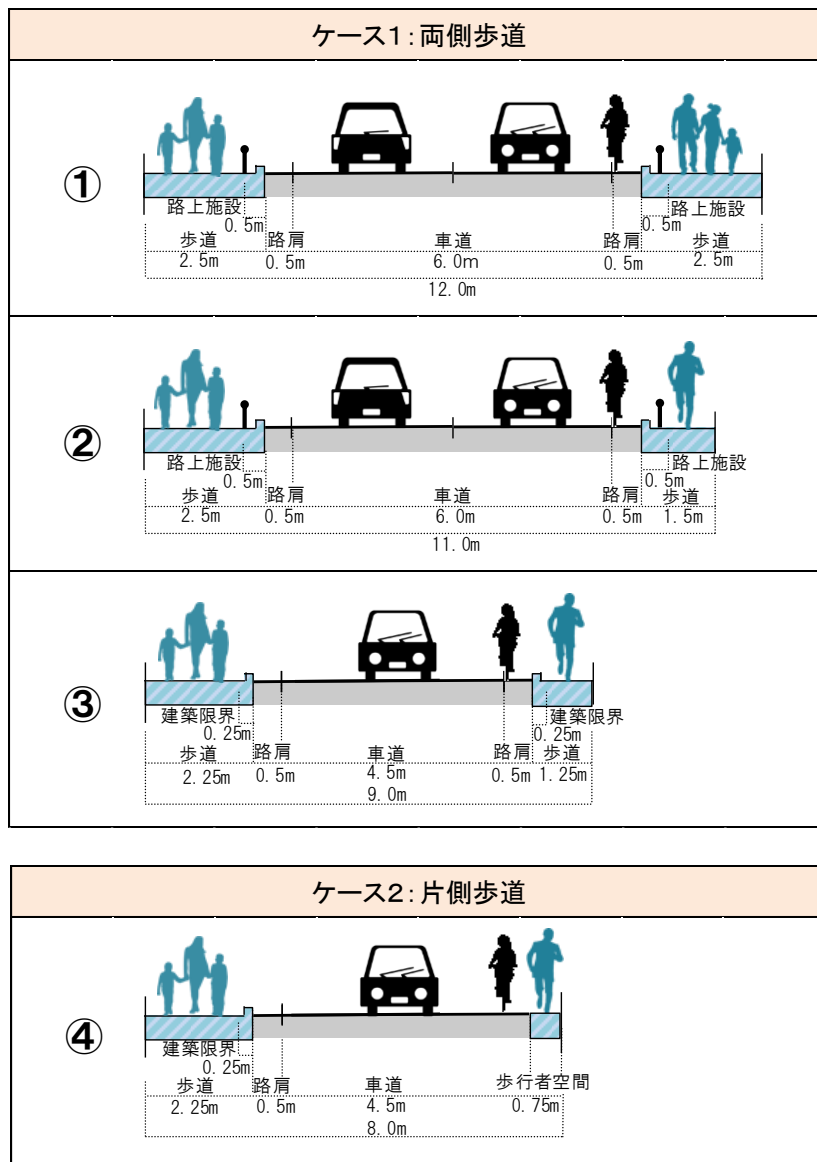 ケース1：両側歩道
①
路上施設 路上施設
0.5m 0.5m
歩道 路肩 車道 路肩 歩道
2.5m 0.5m 6.0m 0.5m 2.5m
12.0m
②
路上施設 路上施設
0.5m 0.5m
歩道 路肩 車道 路肩 歩道
2.5m 0.5m 6.0m 0.5m 1.5m
11.0m
③
建築限界 建築限界
0.25m 0.25m
歩道 路肩 車道 路肩 歩道
2.25m 0.5m 4.5m 0.5m 1.25m
9.0m
ケース2：片側歩道
④
建築限界
0.25m
歩道 路肩 車道 歩行者空間
2.25m 0.5m 4.5m 0.75m
8.0m